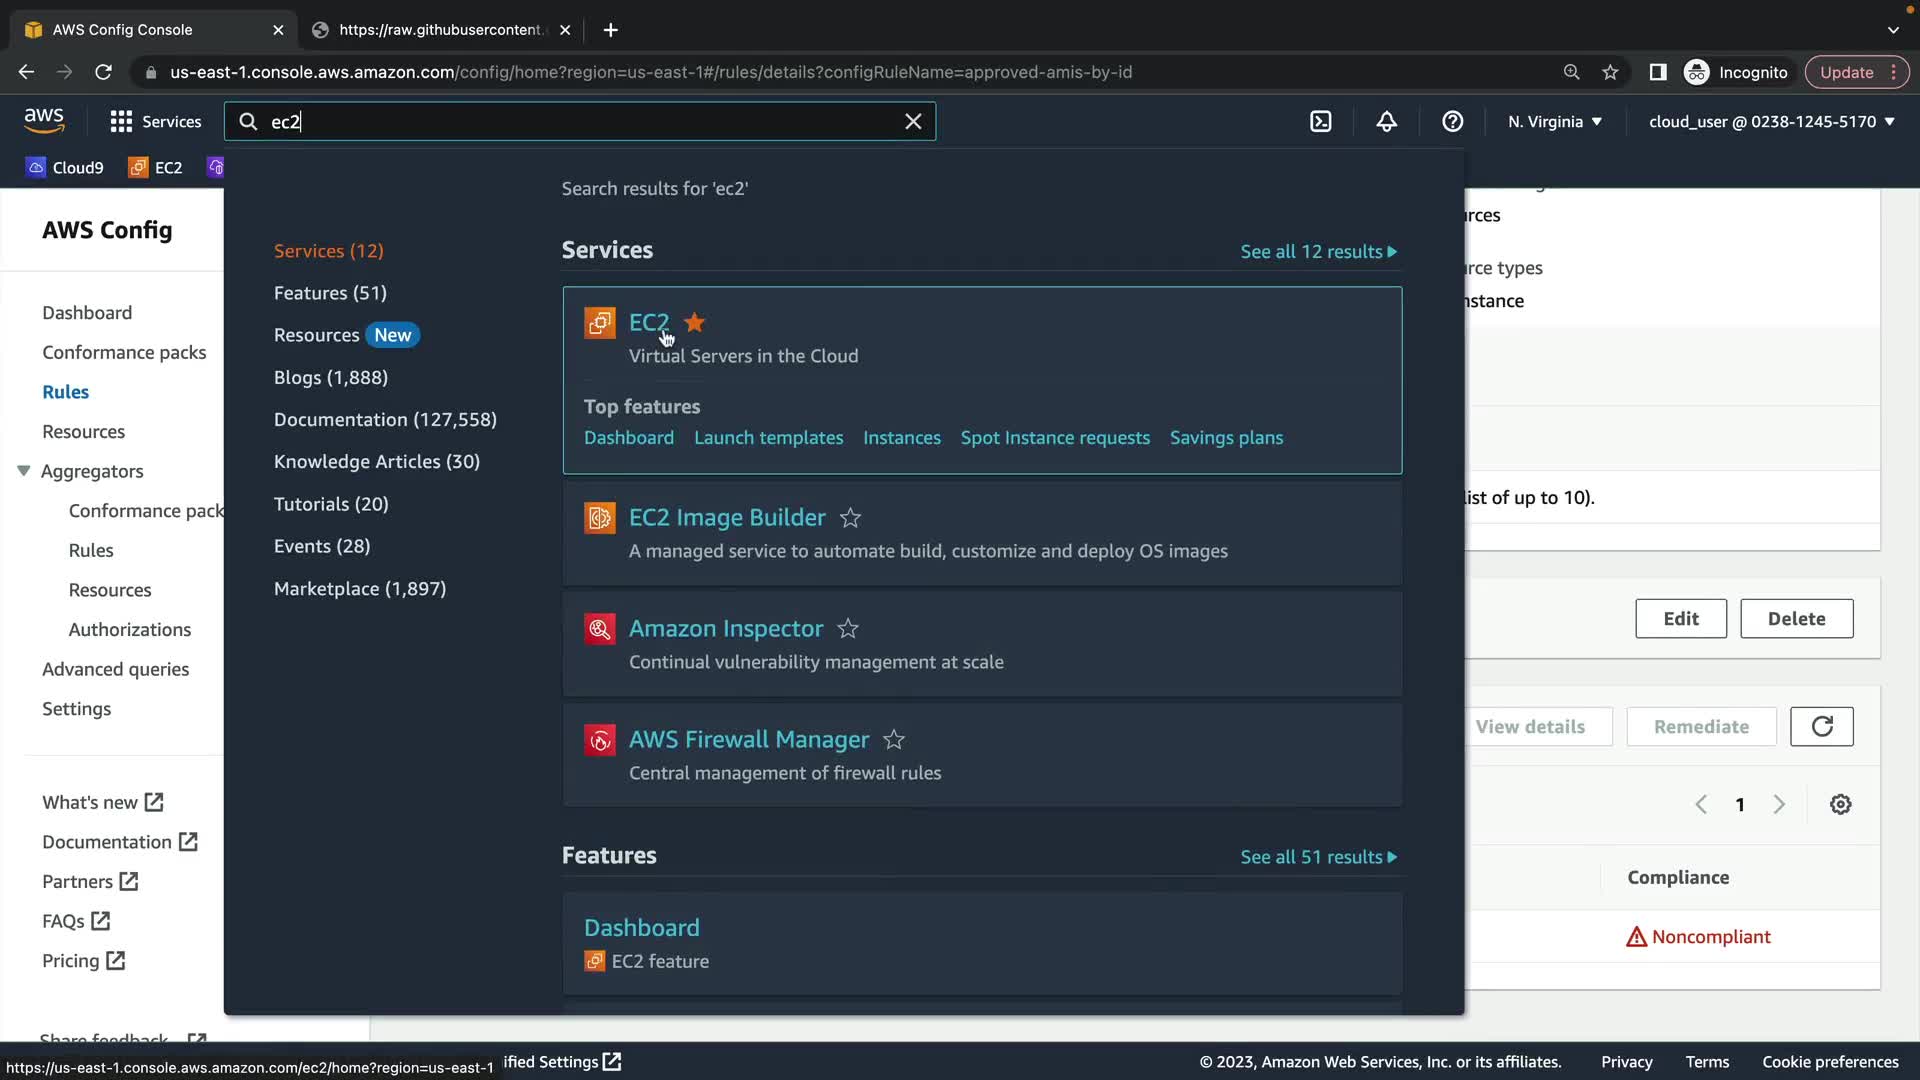 AWS Config Console
https://raw.githubusercontent.
us-east-1.console.aws.amazon.com/config/home?region=us-east-1#/rules/details?configRuleName=approved-amis-by-id
Incognito
Update
aws
Services
ec2
N. Virginia
cloud_user @ 0238-1245-5170
Cloud9
EC2
Search results for 'ec2'
AWS Config
Dashboard
Conformance packs
Rules
Resources
Aggregators
Conformance pack
Rules
Resources
Authorizations
Advanced queries
Settings
What's new
Documentation
Partners
FAQs
Pricing
Share feedback
Services (12)
Features (51)
Resources New
Blogs (1,888)
Documentation (127,558)
Knowledge Articles (30)
Tutorials (20)
Events (28)
Marketplace (1,897)
Services
See all 12 results
EC2
Virtual Servers in the Cloud
Top features
Dashboard Launch templates Instances Spot Instance requests Savings plans
EC2 Image Builder
A managed service to automate build, customize and deploy OS images
Amazon Inspector
Continual vulnerability management at scale
AWS Firewall Manager
Central management of firewall rules
Features
See all 51 results
Dashboard
EC2 feature
urces
urce types
nstance
list of up to 10).
Edit
Delete
View details
Remediate
1
Compliance
Noncompliant
https://us-east-1.console.aws.amazon.com/ec2/home?region=us-east-1
ified Settings
© 2023, Amazon Web Services, Inc. or its affiliates.
Privacy
Terms
Cookie preferences